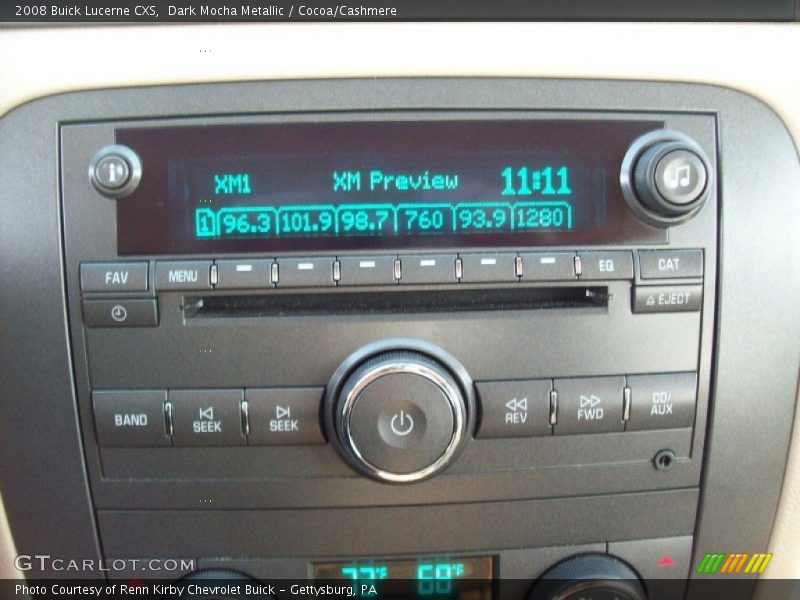 2008 Buick Lucerne CXS,  Dark Mocha Metallic / Cocoa/Cashmere
XM1 XM Preview 11:11
1 96.3 101.9 98.7 760 93.9 1280
FAV MENU EQ CAT
EJECT
BAND SEEK SEEK REV FWD CD/AUX
77°F 68°F
GTCARLOT.COM
Photo Courtesy of Renn Kirby Chevrolet Buick - Gettysburg, PA